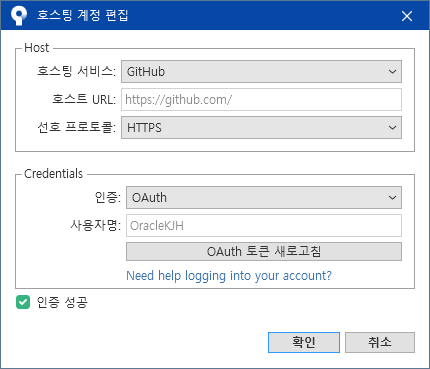 호스팅 계정 편집
Host
호스팅 서비스: GitHub
호스트 URL: https://github.com/
선호 프로토콜: HTTPS
Credentials
인증: OAuth
사용자명: OracleKJH
OAuth 토큰 새로고침
Need help logging into your account?
인증 성공
확인 취소